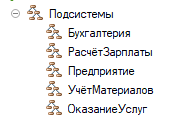 Подсистемы
Бухгалтерия
РасчётЗарплаты
Предприятие
УчётМатериалов
ОказаниеУслуг